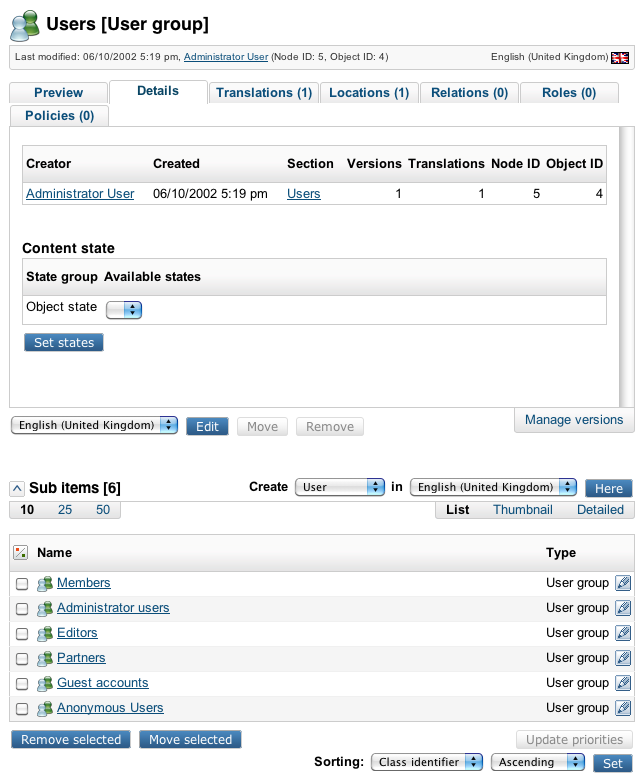 Users [User group]
Last modified: 06/10/2002 5:19 pm, Administrator User (Node ID: 5, Object ID: 4) English (United Kingdom)
Preview Details Translations (1) Locations (1) Relations (0) Roles (0)
Policies (0)
Creator Created Section Versions Translations Node ID Object ID
Administrator User 06/10/2002 5:19 pm Users 1 1 5 4
Content state
State group Available states
Object state
Set states
English (United Kingdom) Edit Move Remove Manage versions
Sub items [6] Create User in English (United Kingdom) Here
10 25 50 List Thumbnail Detailed
Name Type
Members User group
Administrator users User group
Editors User group
Partners User group
Guest accounts User group
Anonymous Users User group
Remove selected Move selected Update priorities
Sorting: Class identifier Ascending Set